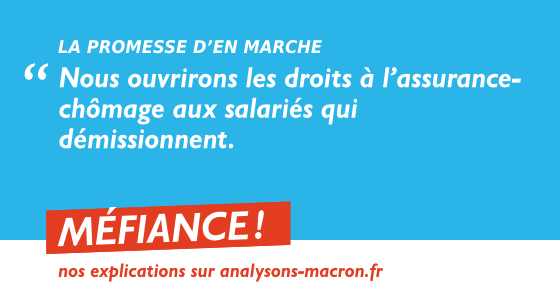 LA PROMESSE D’EN MARCHE
“ Nous ouvrirons les droits à l’assurance-
chômage aux salariés qui
démissionnent.
MÉFIANCE !
nos explications sur analysons-macron.fr